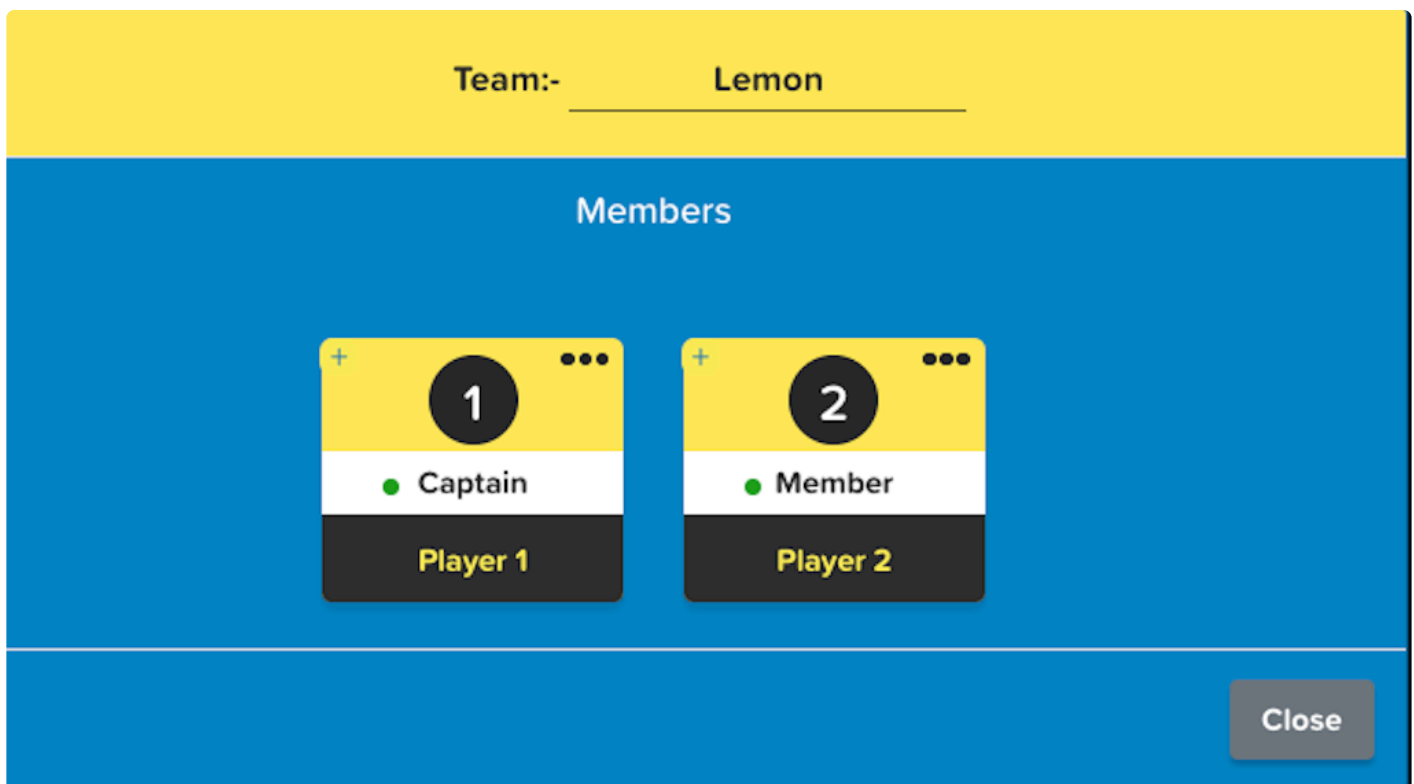 Team:- Lemon
Members
+ 1 ●●● + 2 ●●●
Captain Member
Player 1 Player 2
Close